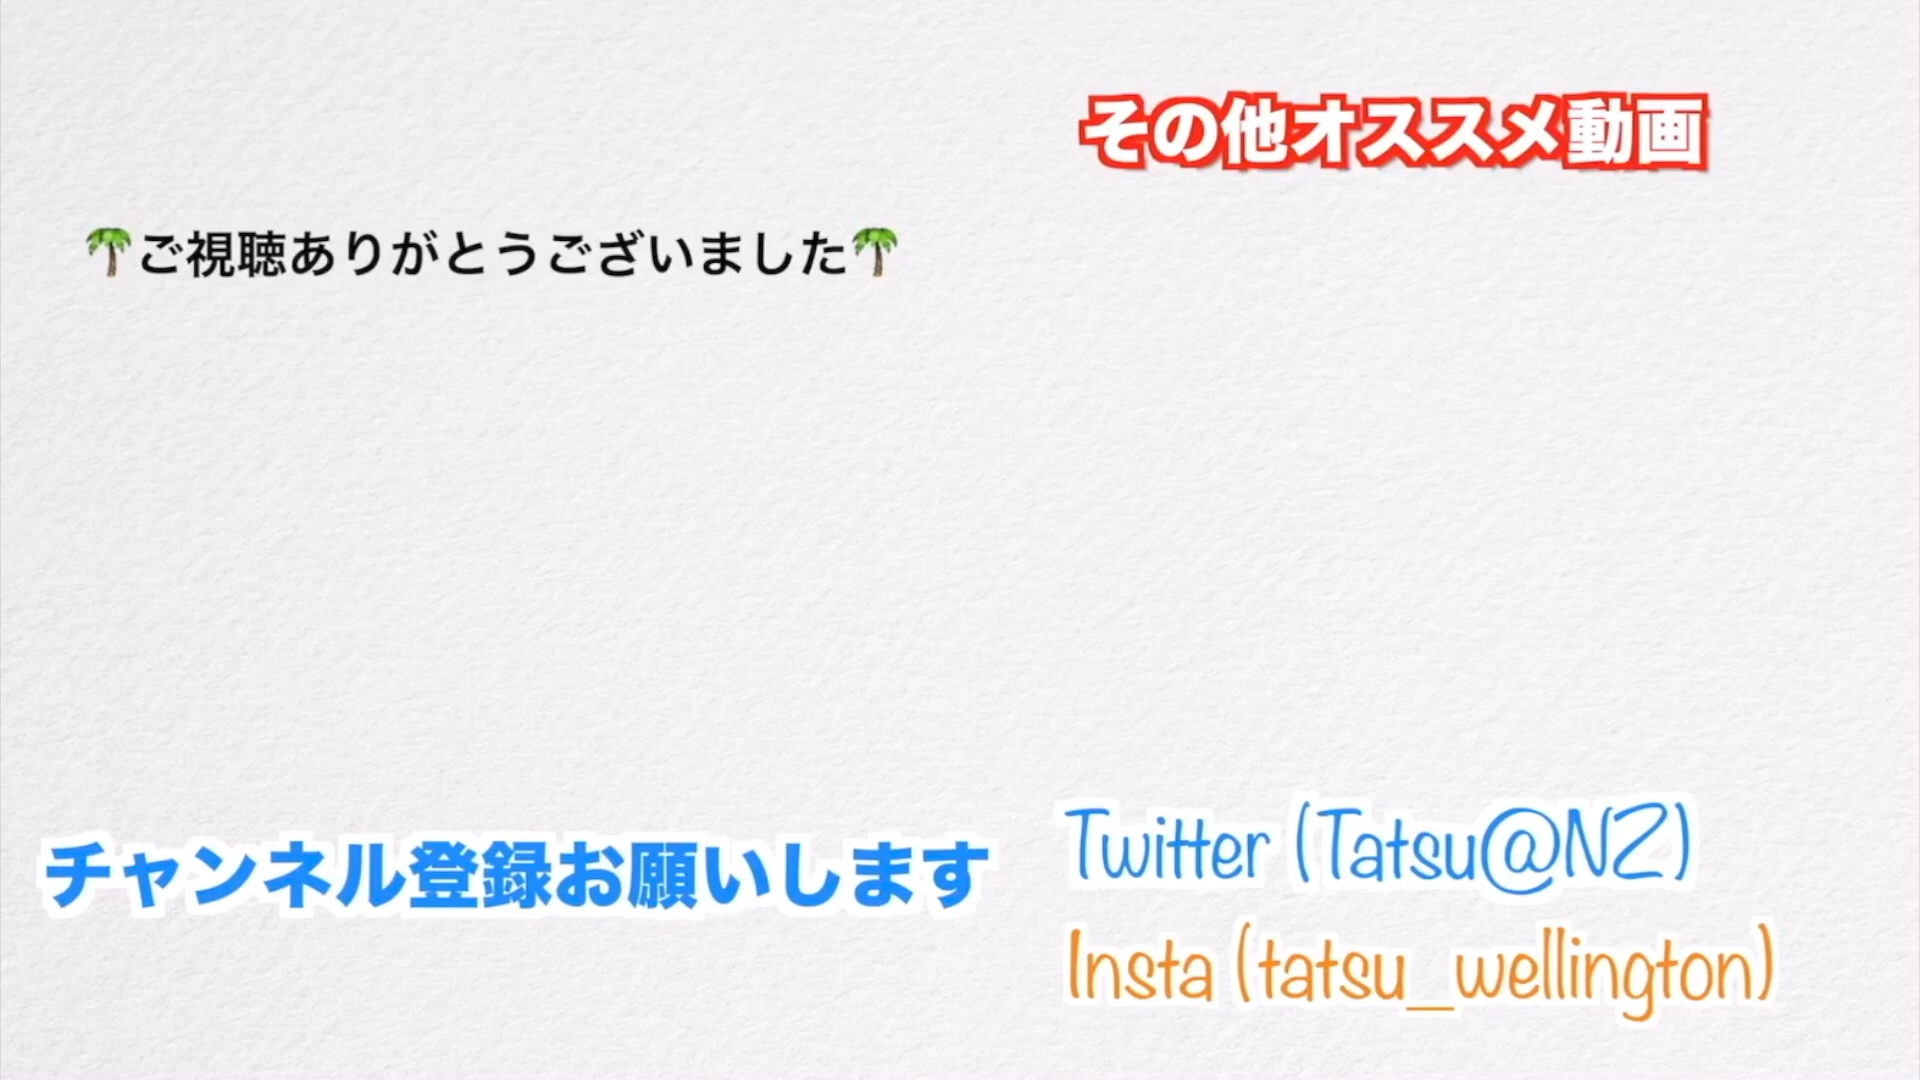 その他オススメ動画
🌴ご視聴ありがとうございました🌴
チャンネル登録お願いします
Twitter (Tatsu@NZ)
Insta (tatsu_wellington)